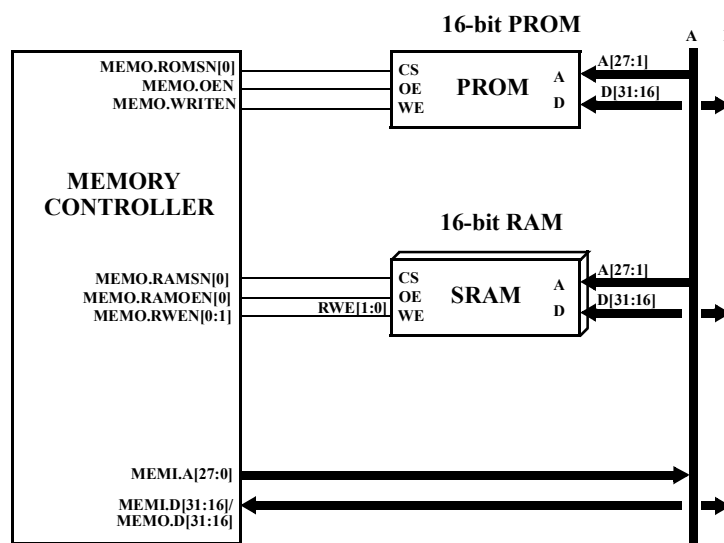 16-bit PROM
A
MEMO.ROMSN[0]
MEMO.OEN
MEMO.WRITEN
CS
OE
WE
PROM
A
D
A[27:1]
D[31:16]
MEMORY
CONTROLLER
16-bit RAM
MEMO.RAMSN[0]
MEMO.RAMOEN[0]
MEMO.RWEN[0:1]
RWE[1:0]
CS
OE
WE
SRAM
A
D
A[27:1]
D[31:16]
MEMI.A[27:0]
MEMI.D[31:16]/
MEMO.D[31:16]